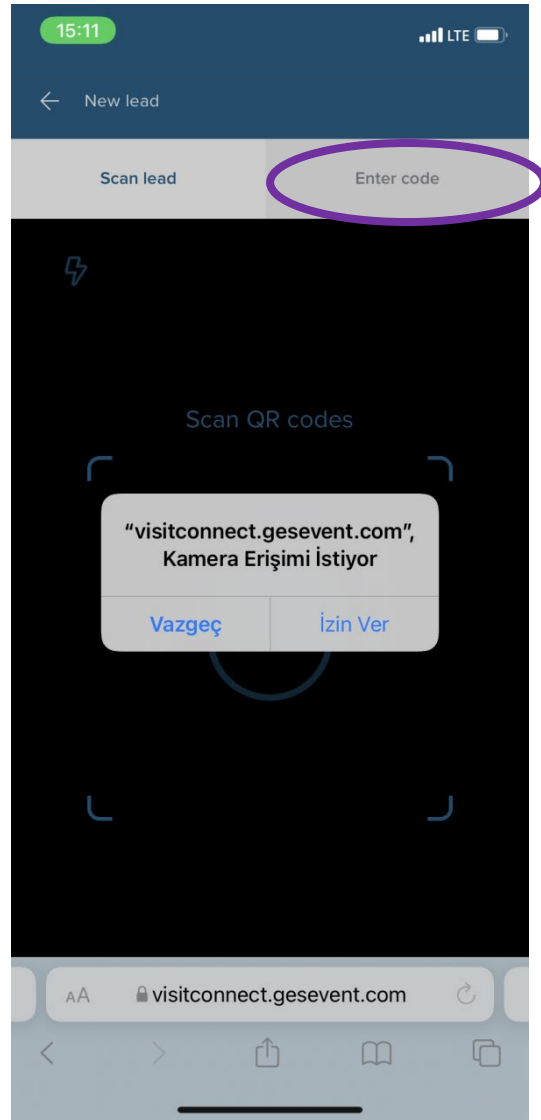 15:11
LTE
New lead
Scan lead
Enter code
Scan QR codes
“visitconnect.gesevent.com”,
Kamera Erişimi İstiyor
Vazgeç
İzin Ver
AA
visitconnect.gesevent.com